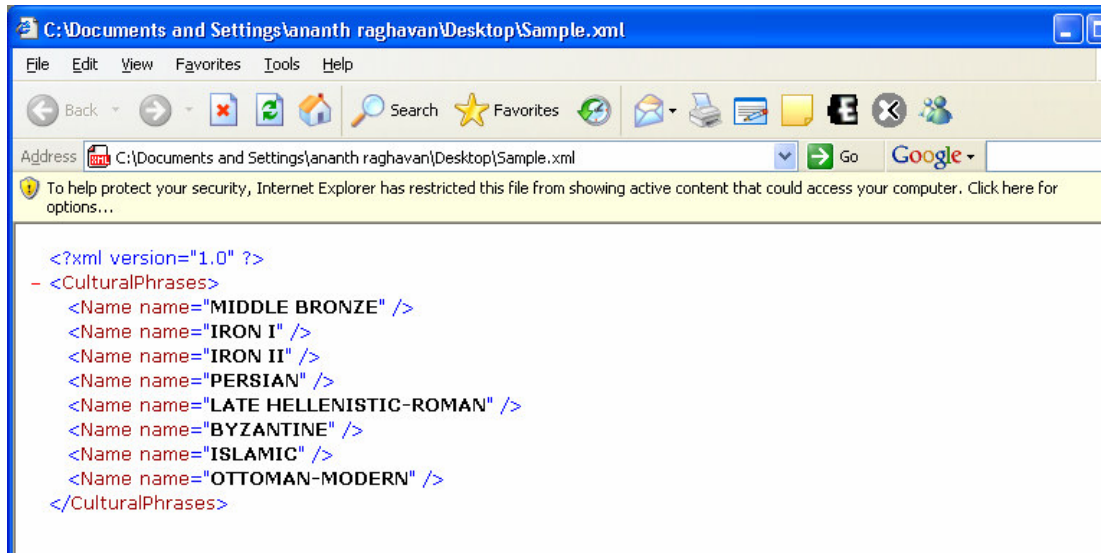 C:\Documents and Settings\ananth raghavan\Desktop\Sample.xml
File Edit View Favorites Tools Help
Back Search Favorites
Address XML C:\Documents and Settings\ananth raghavan\Desktop\Sample.xml Go Google
To help protect your security, Internet Explorer has restricted this file from showing active content that could access your computer. Click here for
options...
<?xml version="1.0" ?>
- <CulturalPhrases>
<Name name="MIDDLE BRONZE" />
<Name name="IRON I" />
<Name name="IRON II" />
<Name name="PERSIAN" />
<Name name="LATE HELLENISTIC-ROMAN" />
<Name name="BYZANTINE" />
<Name name="ISLAMIC" />
<Name name="OTTOMAN-MODERN" />
</CulturalPhrases>